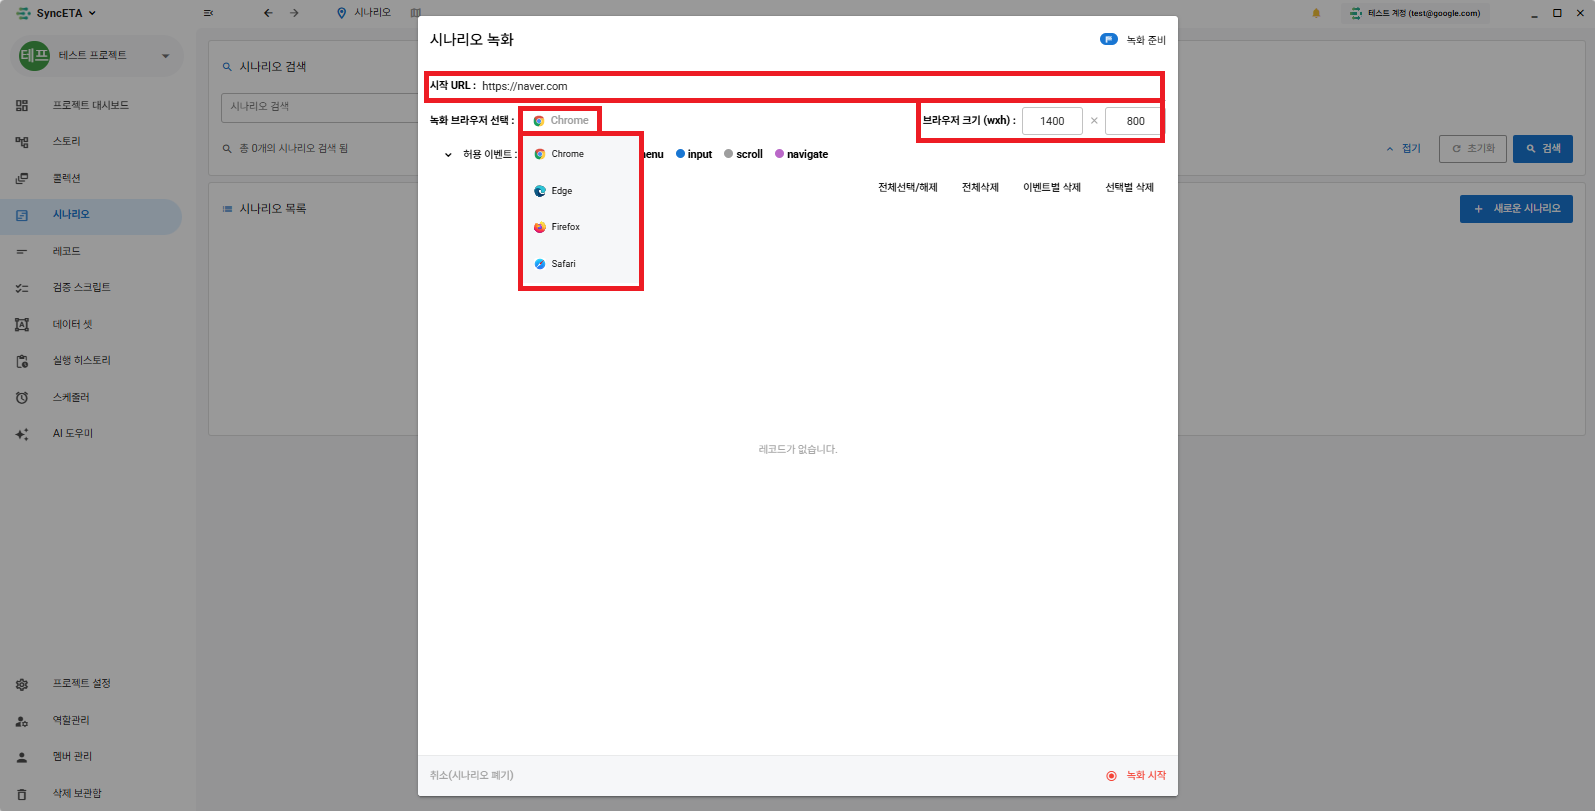 SyncETA
시나리오
테스트 계정 (test@google.com)
테프 테스트 프로젝트
프로젝트 대시보드
스토리
콜렉션
시나리오
레코드
검증 스크립트
데이터 셋
실행 히스토리
스케줄러
AI 도우미
프로젝트 설정
역할관리
멤버 관리
삭제 보관함
시나리오 검색
시나리오 검색
총 0개의 시나리오 검색 됨
접기 초기화 검색
시나리오 목록
새로운 시나리오
시나리오 녹화
녹화 준비
시작 URL : https://naver.com
녹화 브라우저 선택 : Chrome
브라우저 크기 (wxh) : 1400 × 800
Chrome
Edge
Firefox
Safari
허용 이벤트 : enu input scroll navigate
전체선택/해제 전체삭제 이벤트별 삭제 선택별 삭제
레코드가 없습니다.
취소(시나리오 폐기)
녹화 시작